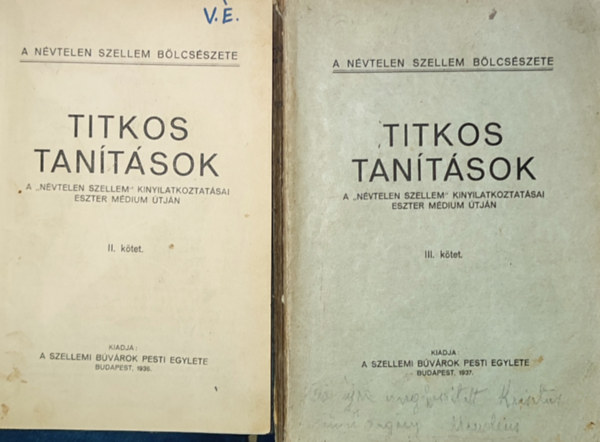 V.È.
A NÉVTELEN SZELLEM BÖLCSÉSZETE
TITKOS
TANÍTÁSOK
A „NÉVTELEN SZELLEM" KINYILATKOZTATÁSAI
ESZTER MÉDIUM ÚTJÁN
II. kötet.
KIADJA:
A SZELLEMI BÚVÁROK PESTI EGYLETE
BUDAPEST, 1936.
A NÉVTELEN SZELLEM BÖLCSÉSZETE
TITKOS
TANÍTÁSOK
A „NÉVTELEN SZELLEM" KINYILATKOZTATÁSAI
ESZTER MÉDIUM ÚTJÁN
III. kötet.
KIADJA:
A SZELLEMI BÚVÁROK PESTI EGYLETE
BUDAPEST, 1937.